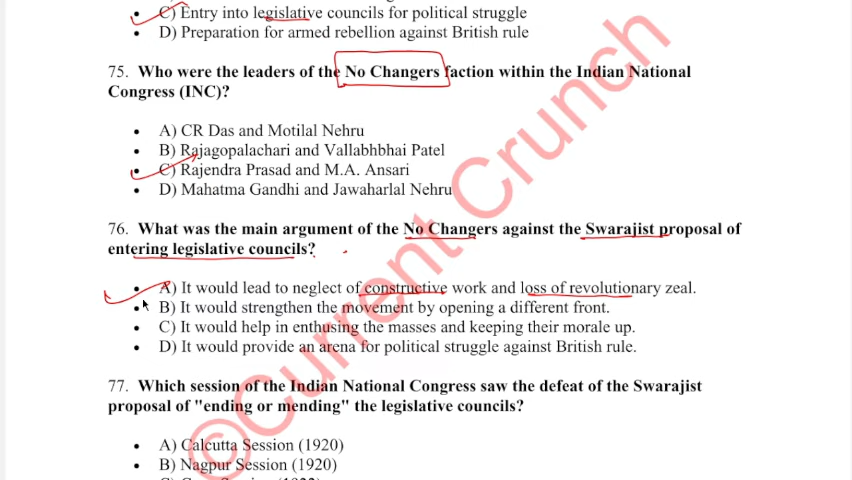 C) Entry into legislative councils for political struggle
D) Preparation for armed rebellion against British rule
75. Who were the leaders of the No Changers faction within the Indian National
Congress (INC)?
A) CR Das and Motilal Nehru
B) Rajagopalachari and Vallabhbhai Patel
C) Rajendra Prasad and M.A. Ansari
D) Mahatma Gandhi and Jawaharlal Nehru
76. What was the main argument of the No Changers against the Swarajist proposal of
entering legislative councils?
A) It would lead to neglect of constructive work and loss of revolutionary zeal.
B) It would strengthen the movement by opening a different front.
C) It would help in enthusing the masses and keeping their morale up.
D) It would provide an arena for political struggle against British rule.
77. Which session of the Indian National Congress saw the defeat of the Swarajist
proposal of "ending or mending" the legislative councils?
A) Calcutta Session (1920)
B) Nagpur Session (1920)
©Current Crunch